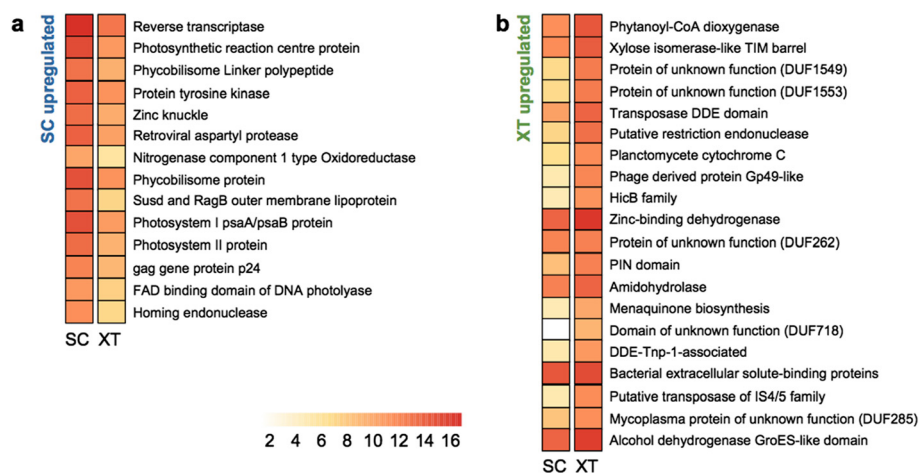 a
SC upregulated
Reverse transcriptase
Photosynthetic reaction centre protein
Phycobilisome Linker polypeptide
Protein tyrosine kinase
Zinc knuckle
Retroviral aspartyl protease
Nitrogenase component 1 type Oxidoreductase
Phycobilisome protein
Susd and RagB outer membrane lipoprotein
Photosystem I psaA/psaB protein
Photosystem II protein
gag gene protein p24
FAD binding domain of DNA photolyase
Homing endonuclease
SC XT
2 4 6 8 10 12 14 16
b
XT upregulated
Phytanoyl-CoA dioxygenase
Xylose isomerase-like TIM barrel
Protein of unknown function (DUF1549)
Protein of unknown function (DUF1553)
Transposase DDE domain
Putative restriction endonuclease
Planctomycete cytochrome C
Phage derived protein Gp49-like
HicB family
Zinc-binding dehydrogenase
Protein of unknown function (DUF262)
PIN domain
Amidohydrolase
Menaquinone biosynthesis
Domain of unknown function (DUF718)
DDE-Tnp-1-associated
Bacterial extracellular solute-binding proteins
Putative transposase of IS4/5 family
Mycoplasma protein of unknown function (DUF285)
Alcohol dehydrogenase GroES-like domain
SC XT